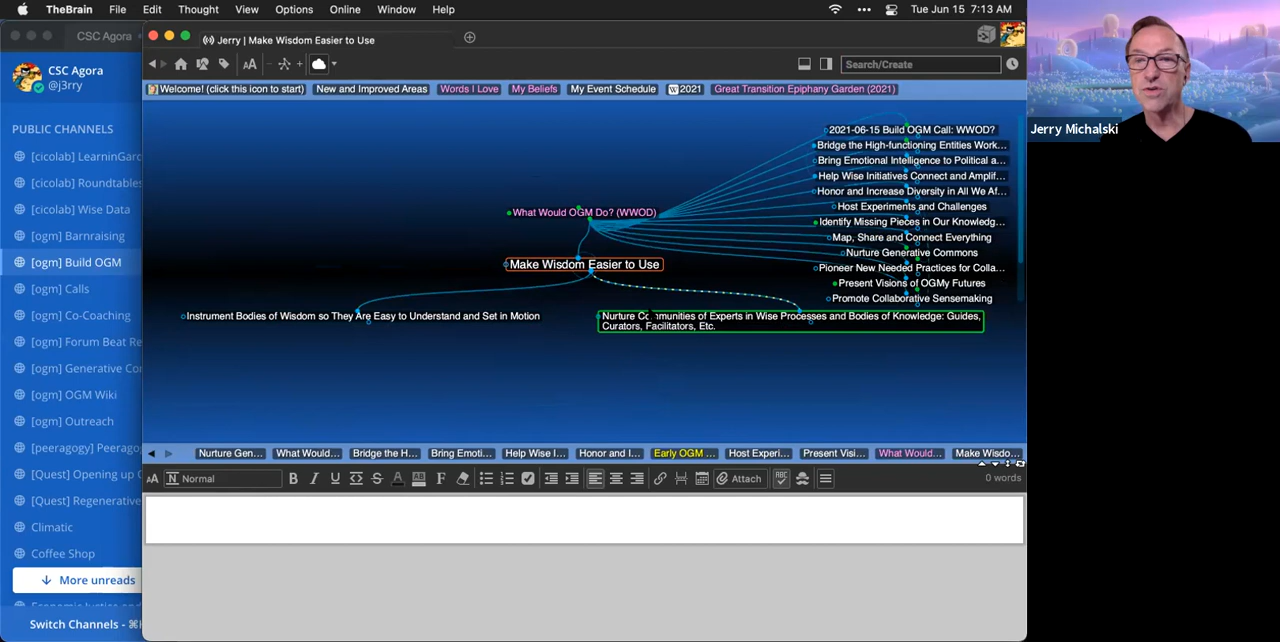 TheBrain File Edit View Thought Options Online Window Help Tue Jun 15 7:13 AM
CSC Agora
Jerry | Make Wisdom Easier to Use
CSC Agora
@j3rry
AA
Search/Create
Welcome! (click this icon to start) New and Improved Areas Words I Love My Beliefs My Event Schedule W 2021 Great Transition Epiphany Garden (2021)
PUBLIC CHANNELS
[cicolab] LearninGard
[cicolab] Roundtables
[cicolab] Wise Data
[ogm] Barnraising
[ogm] Build OGM
[ogm] Calls
[ogm] Co-Coaching
[ogm] Forum Beat Re
[ogm] Generative Co
[ogm] OGM Wiki
[ogm] Outreach
[peeragogy] Peerago
[Quest] Opening up
[Quest] Regenerative
Climatic
Coffee Shop
More unreads
Switch Channels - ⌘
2021-06-15 Build OGM Call: WWOD?
Bridge the High-functioning Entities Work...
Bring Emotional Intelligence to Political a...
Help Wise Initiatives Connect and Amplif...
Honor and Increase Diversity in All We Af...
Host Experiments and Challenges
Identify Missing Pieces in Our Knowledg...
Map, Share and Connect Everything
Nurture Generative Commons
Pioneer New Needed Practices for Colla...
Present Visions of OGMy Futures
Promote Collaborative Sensemaking
What Would OGM Do? (WWOD)
Make Wisdom Easier to Use
Instrument Bodies of Wisdom so They Are Easy to Understand and Set in Motion
Nurture Communities of Experts in Wise Processes and Bodies of Knowledge: Guides,
Curators, Facilitators, Etc.
Nurture Gen... What Would... Bridge the H... Bring Emoti... Help Wise I... Honor and I... Early OGM ... Host Experi... Present Visi... What Would... Make Wisdo...
AA N Normal B I U S A AB F Attach ABC
0 words
Jerry Michalski